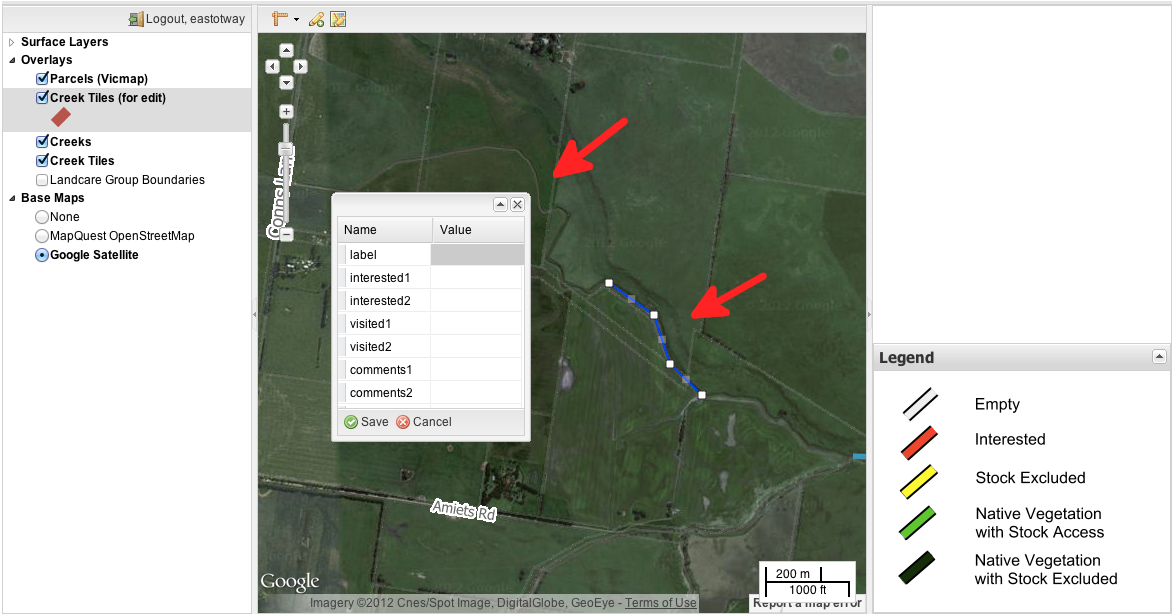 Logout, eastotway
Surface Layers
Overlays
Parcels (Vicmap)
Creek Tiles (for edit)
Creeks
Creek Tiles
Landcare Group Boundaries
Base Maps
None
MapQuest OpenStreetMap
Google Satellite
Name Value
label
interested1
interested2
visited1
visited2
comments1
comments2
Save Cancel
Amiets Rd
Google
200 m
1000 ft
Imagery ©2012 Cnes/Spot Image, DigitalGlobe, GeoEye - Terms of Use
Report a map error
Legend
Empty
Interested
Stock Excluded
Native Vegetation
with Stock Access
Native Vegetation
with Stock Excluded